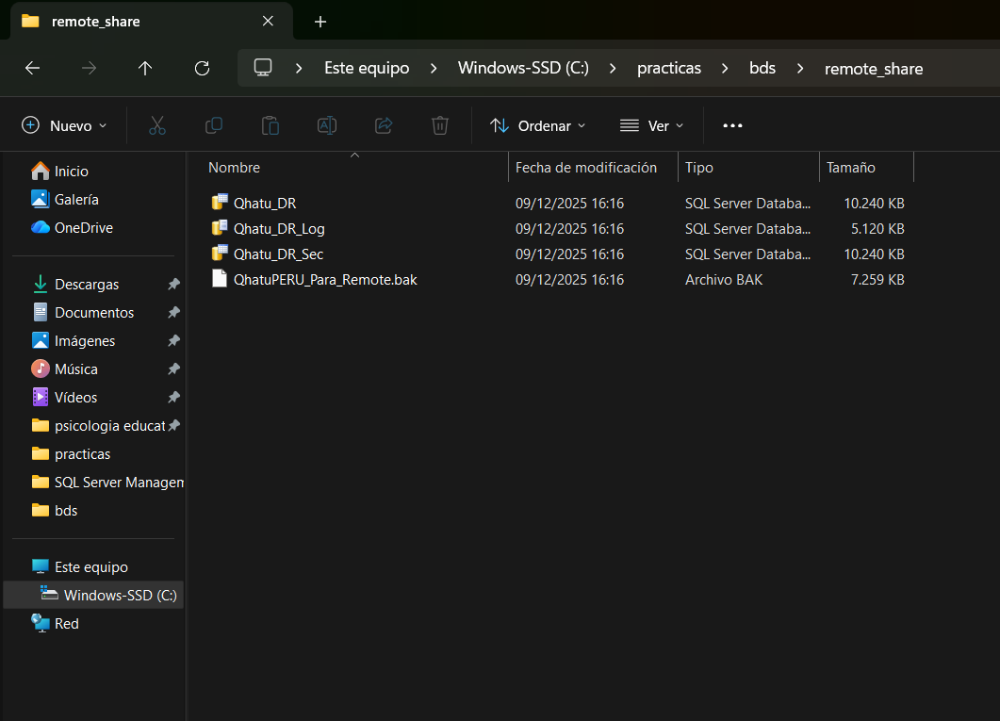 remote_share
Este equipo > Windows-SSD (C:) > practicas > bds > remote_share
Nuevo Ordenar Ver
Inicio
Galería
OneDrive
Descargas
Documentos
Imágenes
Música
Vídeos
psicologia educat
practicas
SQL Server Managem
bds
Este equipo
Windows-SSD (C:)
Red
Nombre Fecha de modificación Tipo Tamaño
Qhatu_DR 09/12/2025 16:16 SQL Server Databa... 10.240 KB
Qhatu_DR_Log 09/12/2025 16:16 SQL Server Databa... 5.120 KB
Qhatu_DR_Sec 09/12/2025 16:16 SQL Server Databa... 10.240 KB
QhatuPERU_Para_Remote.bak 09/12/2025 16:16 Archivo BAK 7.259 KB